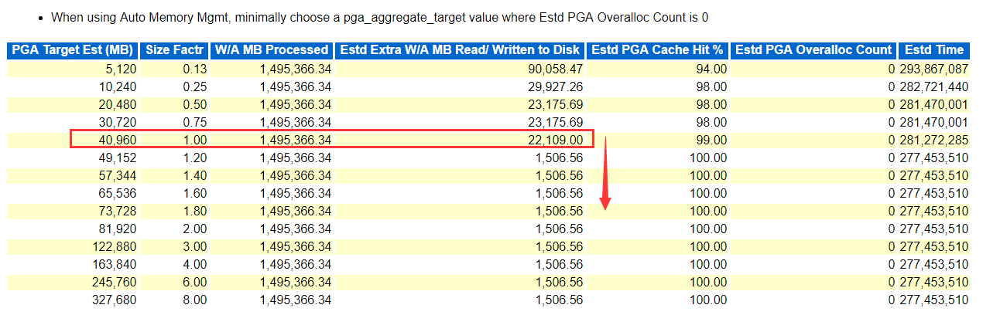 When using Auto Memory Mgmt, minimally choose a pga_aggregate_target value where Estd PGA Overalloc Count is 0
PGA Target Est (MB) Size Factr W/A MB Processed Estd Extra W/A MB Read/ Written to Disk Estd PGA Cache Hit % Estd PGA Overalloc Count Estd Time
5,120 0.13 1,495,366.34 90,058.47 94.00 0 293,867,087
10,240 0.25 1,495,366.34 29,927.26 98.00 0 282,721,440
20,480 0.50 1,495,366.34 23,175.69 98.00 0 281,470,001
30,720 0.75 1,495,366.34 23,175.69 98.00 0 281,470,001
40,960 1.00 1,495,366.34 22,109.00 99.00 0 281,272,285
49,152 1.20 1,495,366.34 1,506.56 100.00 0 277,453,510
57,344 1.40 1,495,366.34 1,506.56 100.00 0 277,453,510
65,536 1.60 1,495,366.34 1,506.56 100.00 0 277,453,510
73,728 1.80 1,495,366.34 1,506.56 100.00 0 277,453,510
81,920 2.00 1,495,366.34 1,506.56 100.00 0 277,453,510
122,880 3.00 1,495,366.34 1,506.56 100.00 0 277,453,510
163,840 4.00 1,495,366.34 1,506.56 100.00 0 277,453,510
245,760 6.00 1,495,366.34 1,506.56 100.00 0 277,453,510
327,680 8.00 1,495,366.34 1,506.56 100.00 0 277,453,510